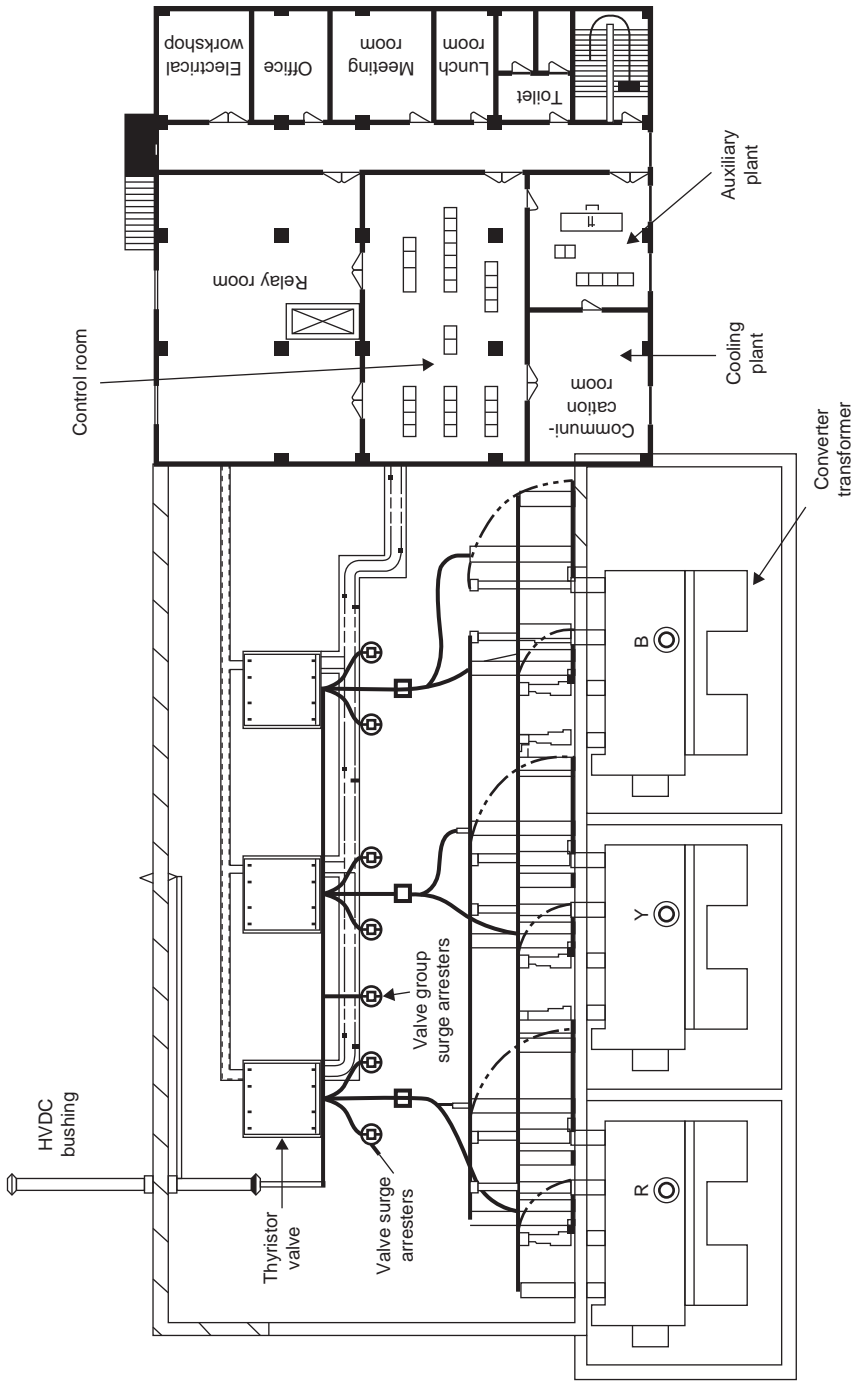 Electrical
workshop
Office
Meeting
room
Lunch
room
Toilet
Relay room
Auxiliary
plant
Control room
Communi-
cation
room
Cooling
plant
Converter
transformer
B
Y
R
Valve group
surge arresters
HVDC
bushing
Thyristor
valve
Valve surge
arresters